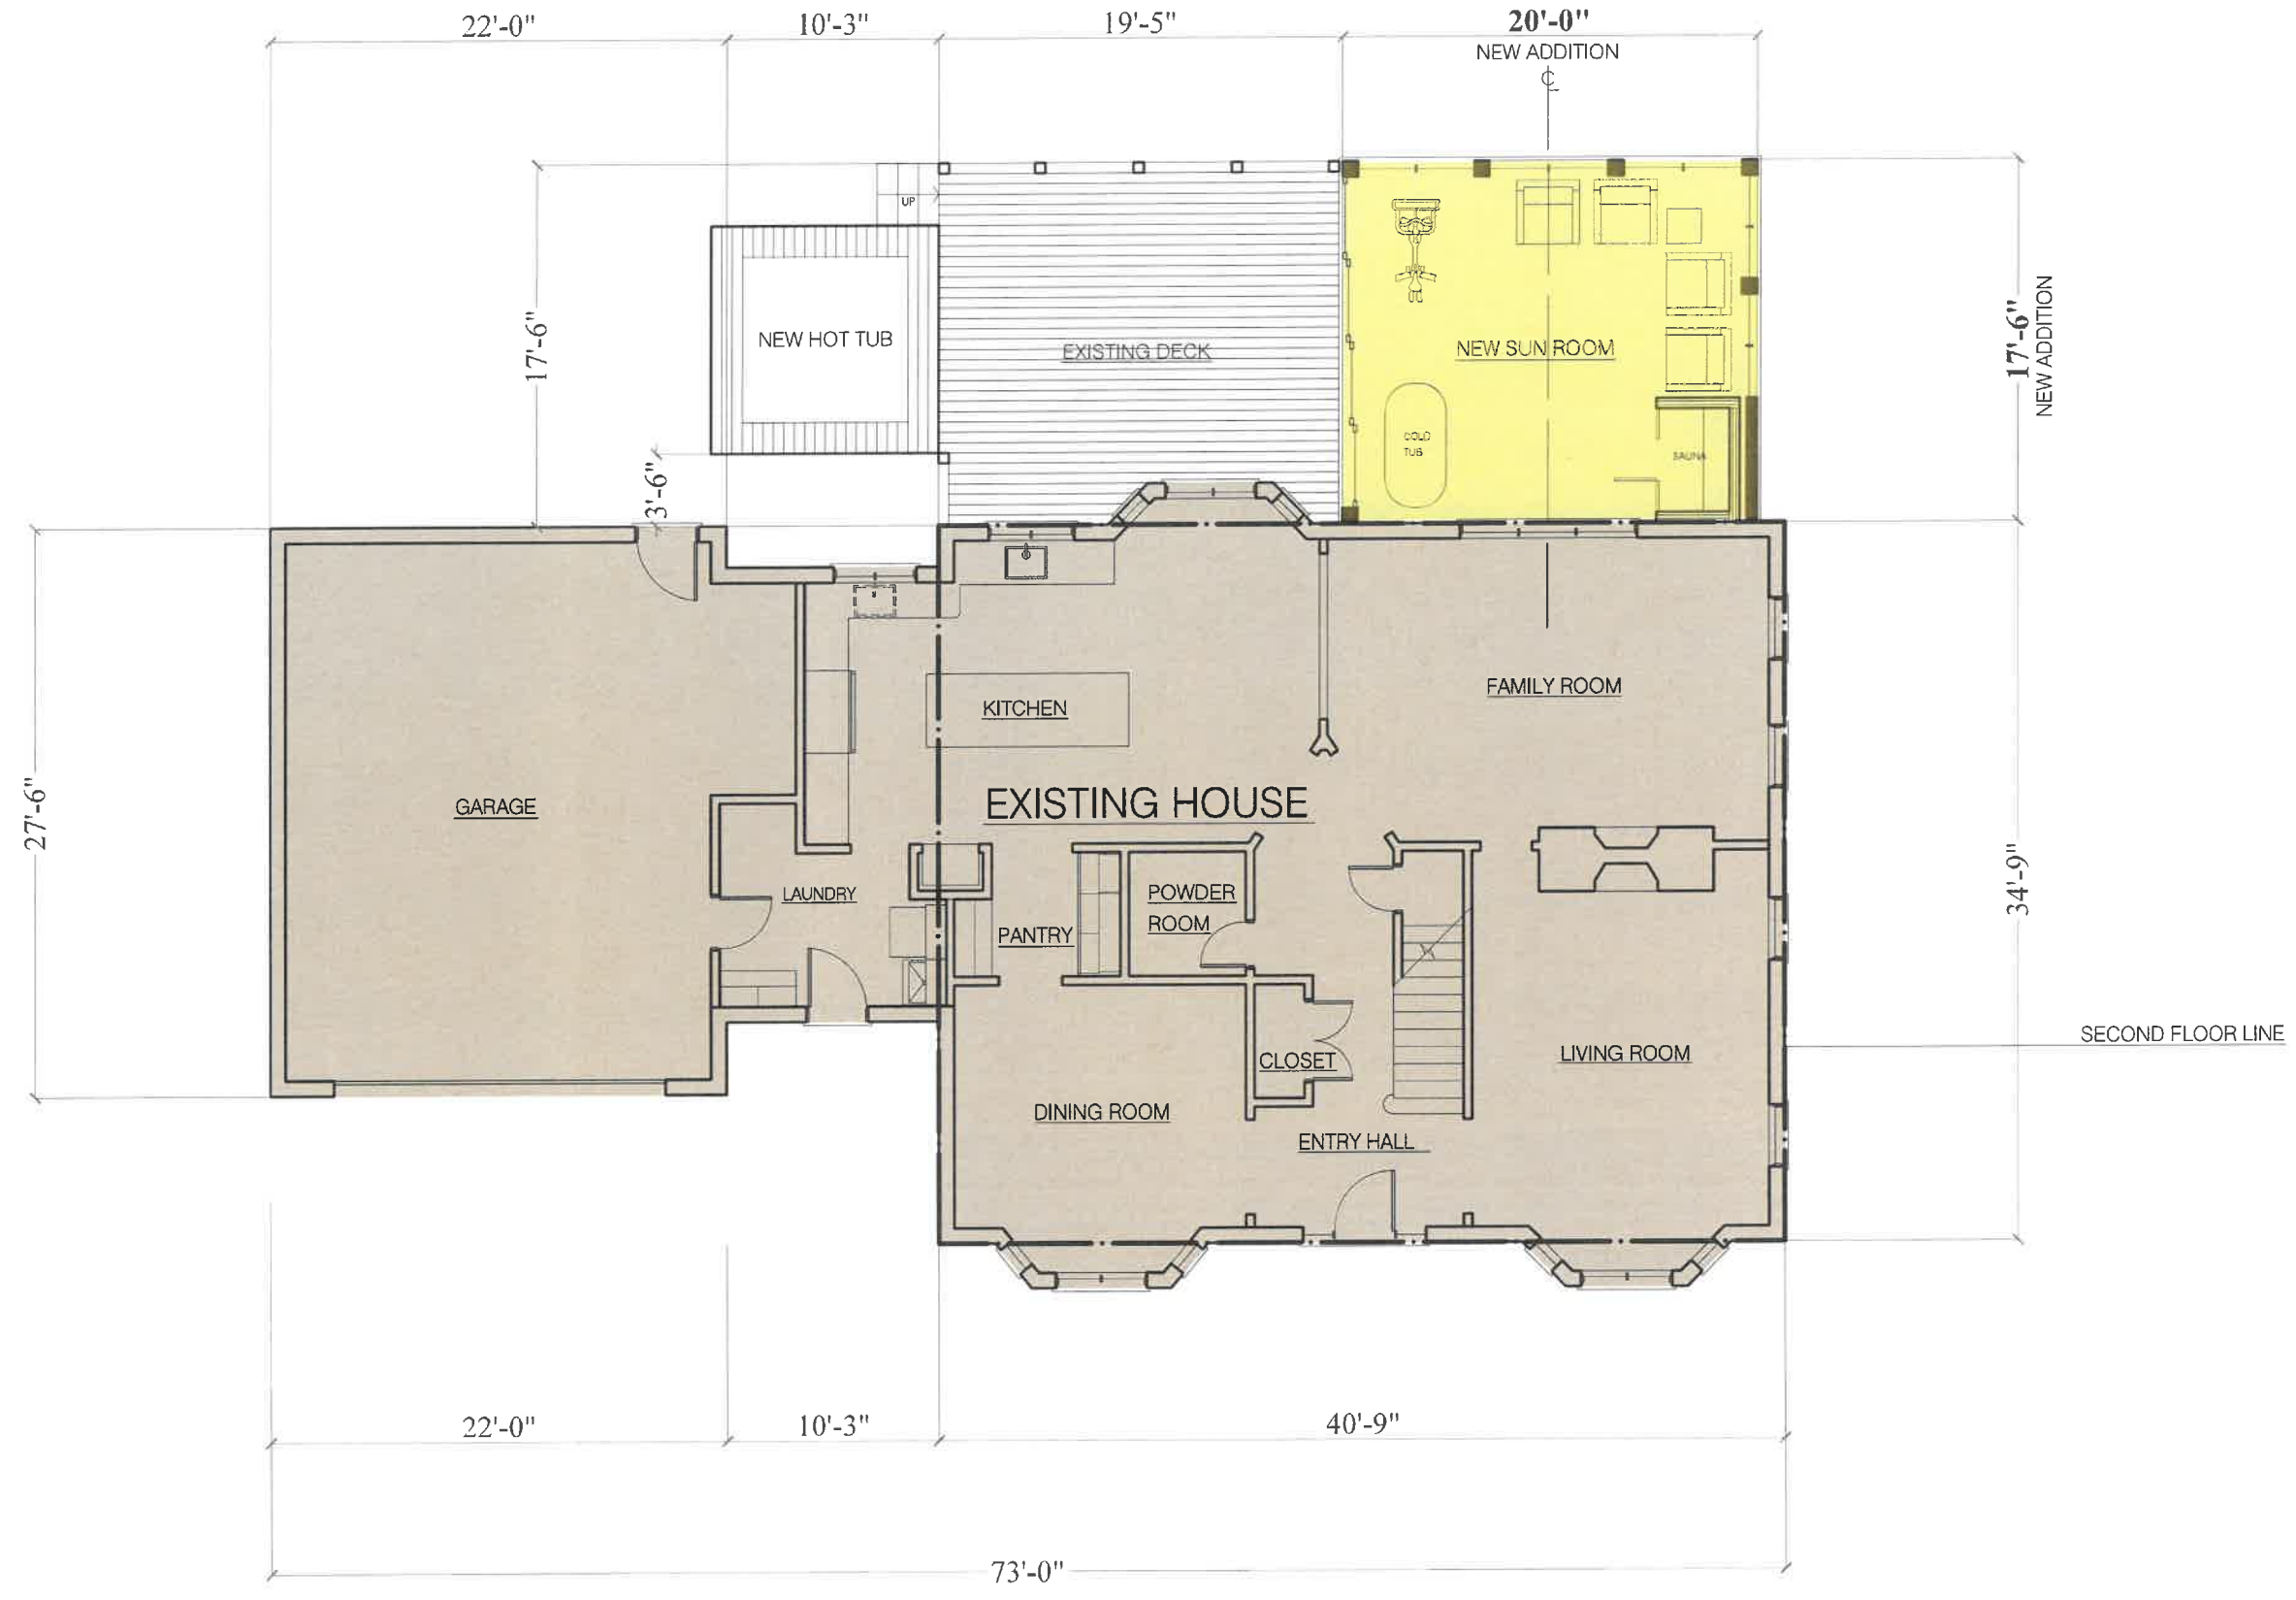 22'-0"
10'-3"
19'-5"
20'-0"
NEW ADDITION
℄
UP
NEW HOT TUB
EXISTING DECK
NEW SUN ROOM
COLD
TUB
SAUNA
17'-6"
3'-6"
17'-6"
NEW ADDITION
27'-6"
34'-9"
KITCHEN
FAMILY ROOM
EXISTING HOUSE
GARAGE
LAUNDRY
PANTRY
POWDER
ROOM
CLOSET
LIVING ROOM
SECOND FLOOR LINE
DINING ROOM
ENTRY HALL
22'-0"
10'-3"
40'-9"
73'-0"